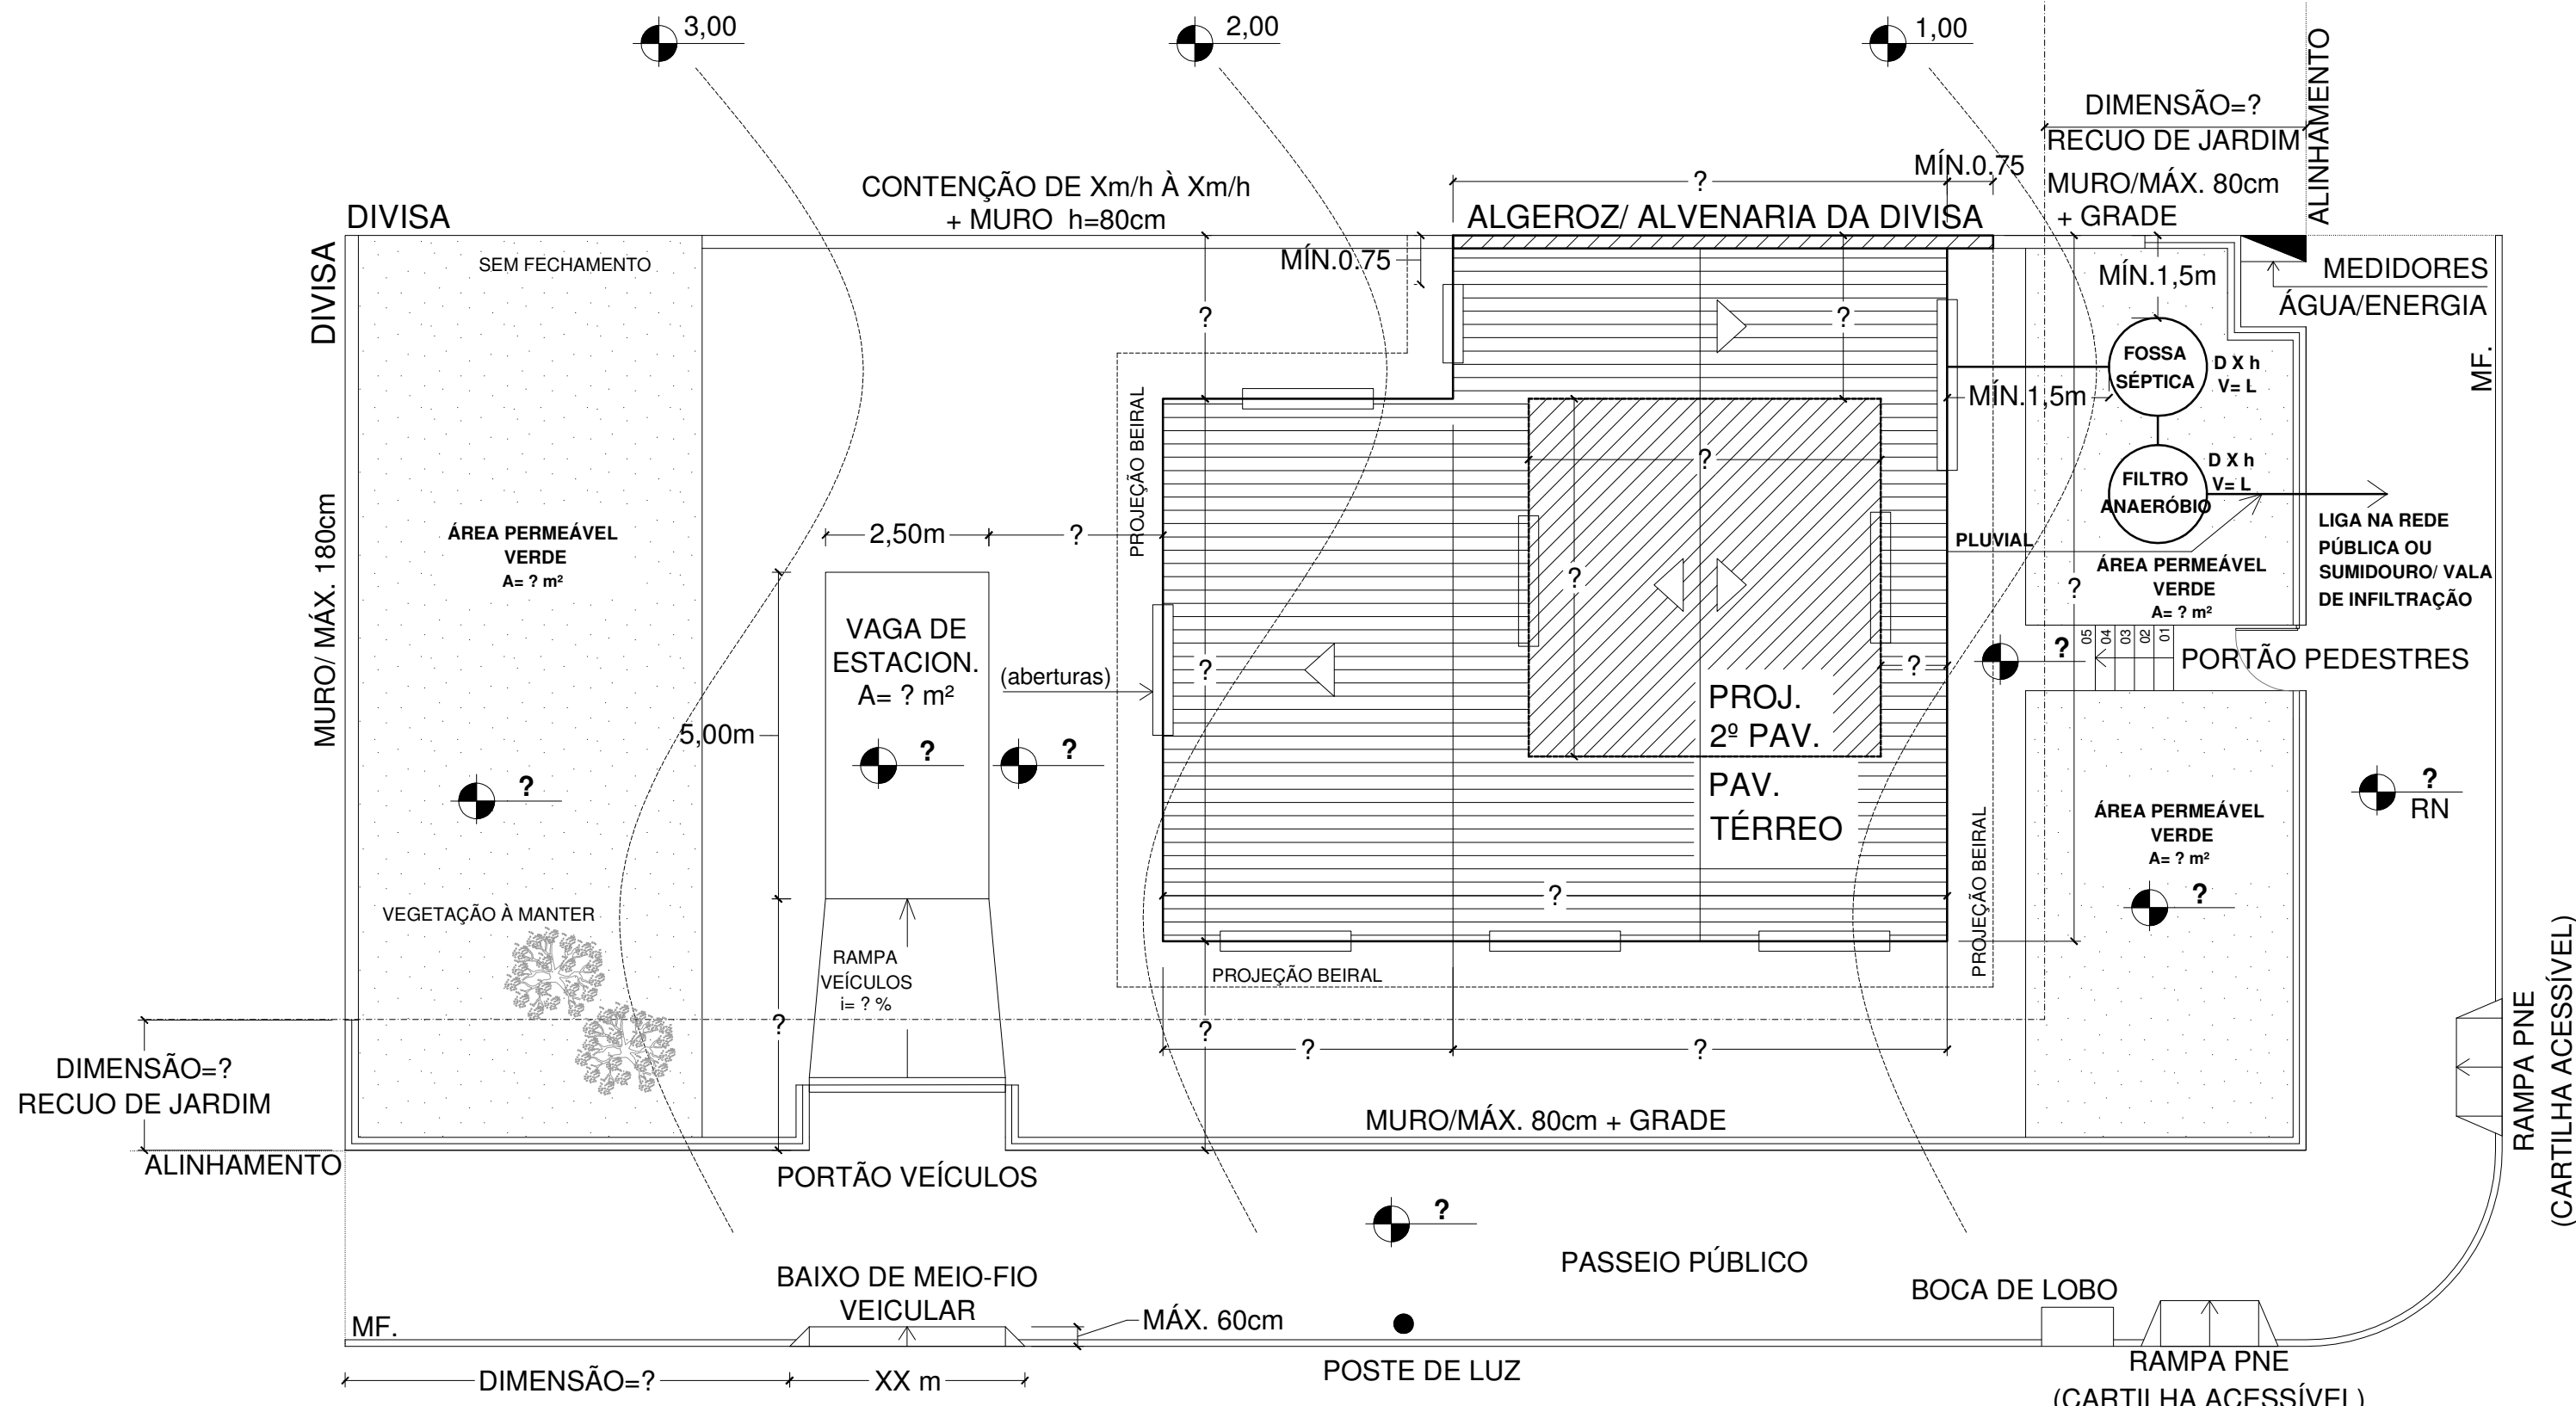 3,00
2,00
1,00
ALINHAMENTO
DIMENSÃO=?
RECUO DE JARDIM
MÍN.0.75
MURO/MÁX. 80cm
+ GRADE
CONTENÇÃO DE Xm/h À Xm/h
+ MURO h=80cm
?
ALGEROZ/ ALVENARIA DA DIVISA
DIVISA
DIVISA
SEM FECHAMENTO
MÍN.0.75
MÍN.1,5m
MEDIDORES
ÁGUA/ENERGIA
MF.
?
?
FOSSA
SÉPTICA
D X h
V= L
MÍN.1,5m
PROJEÇÃO BEIRAL
?
FILTRO
ANAERÓBIO
D X h
V= L
MURO/ MÁX. 180cm
ÁREA PERMEÁVEL
VERDE
A= ? m²
2,50m
?
?
PLUVIAL
LIGA NA REDE
PÚBLICA OU
SUMIDOURO/ VALA
DE INFILTRAÇÃO
ÁREA PERMEÁVEL
VERDE
A= ? m²
?
VAGA DE
ESTACION.
A= ? m²
(aberturas)
?
?
?
05
04
03
02
01
PORTÃO PEDESTRES
5,00m
PROJ.
2º PAV.
PAV.
TÉRREO
?
?
?
?
RN
ÁREA PERMEÁVEL
VERDE
A= ? m²
?
?
PROJEÇÃO BEIRAL
VEGETAÇÃO À MANTER
RAMPA
VEÍCULOS
i= ? %
PROJEÇÃO BEIRAL
?
?
?
?
DIMENSÃO=?
RECUO DE JARDIM
RAMPA PNE
(CARTILHA ACESSÍVEL)
MURO/MÁX. 80cm + GRADE
ALINHAMENTO
PORTÃO VEÍCULOS
?
PASSEIO PÚBLICO
BAIXO DE MEIO-FIO
VEICULAR
BOCA DE LOBO
MF.
MÁX. 60cm
POSTE DE LUZ
DIMENSÃO=?
XX m
RAMPA PNE
(CARTILHA ACESSÍVEL)